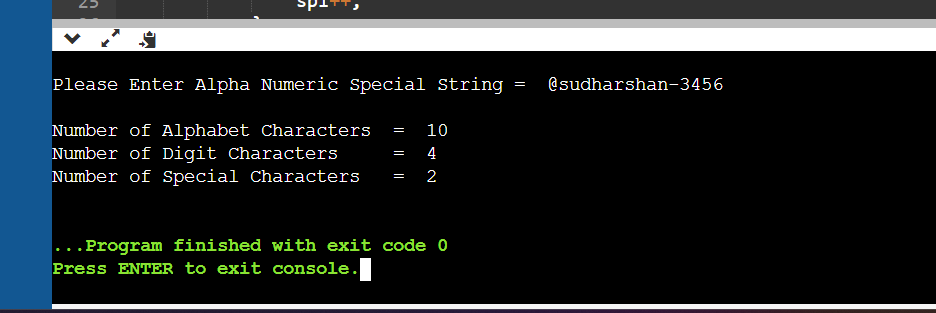 25 spl++;
Please Enter Alpha Numeric Special String =  @sudharshan-3456
Number of Alphabet Characters  =  10
Number of Digit Characters     =  4
Number of Special Characters   =  2
...Program finished with exit code 0
Press ENTER to exit console.